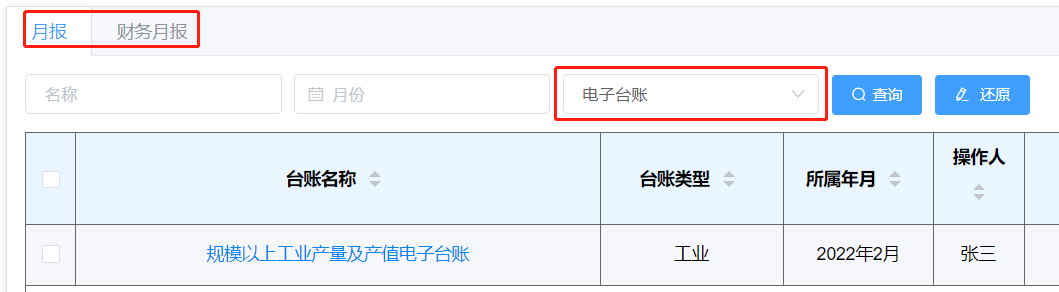 月报 财务月报
名称 月份 电子台账 查询 还原
台账名称 台账类型 所属年月 操作人
规模以上工业产量及产值电子台账 工业 2022年2月 张三